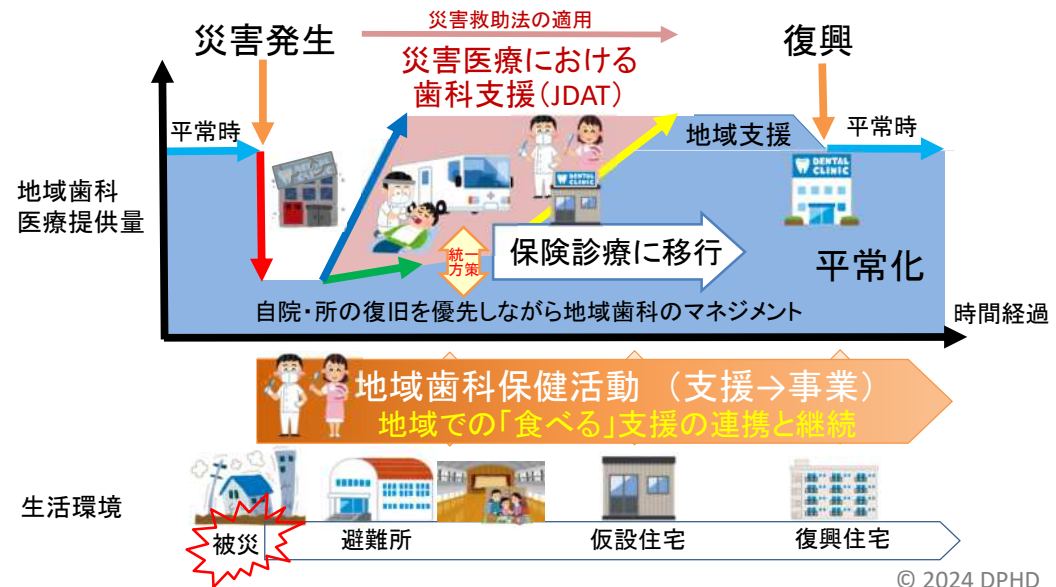 災害救助法の適用
災害発生
復興
災害医療における
歯科支援（JDAT）
平常時
地域支援
平常時
DENTAL
CLINIC
DENTAL
CLINIC
地域歯科
医療提供量
統一
方策
保険診療に移行
平常化
自院・所の復旧を優先しながら地域歯科のマネジメント
時間経過
地域歯科保健活動　（支援→事業）
地域での「食べる」支援の連携と継続
生活環境
被災
避難所
仮設住宅
復興住宅
© 2024 DPHD